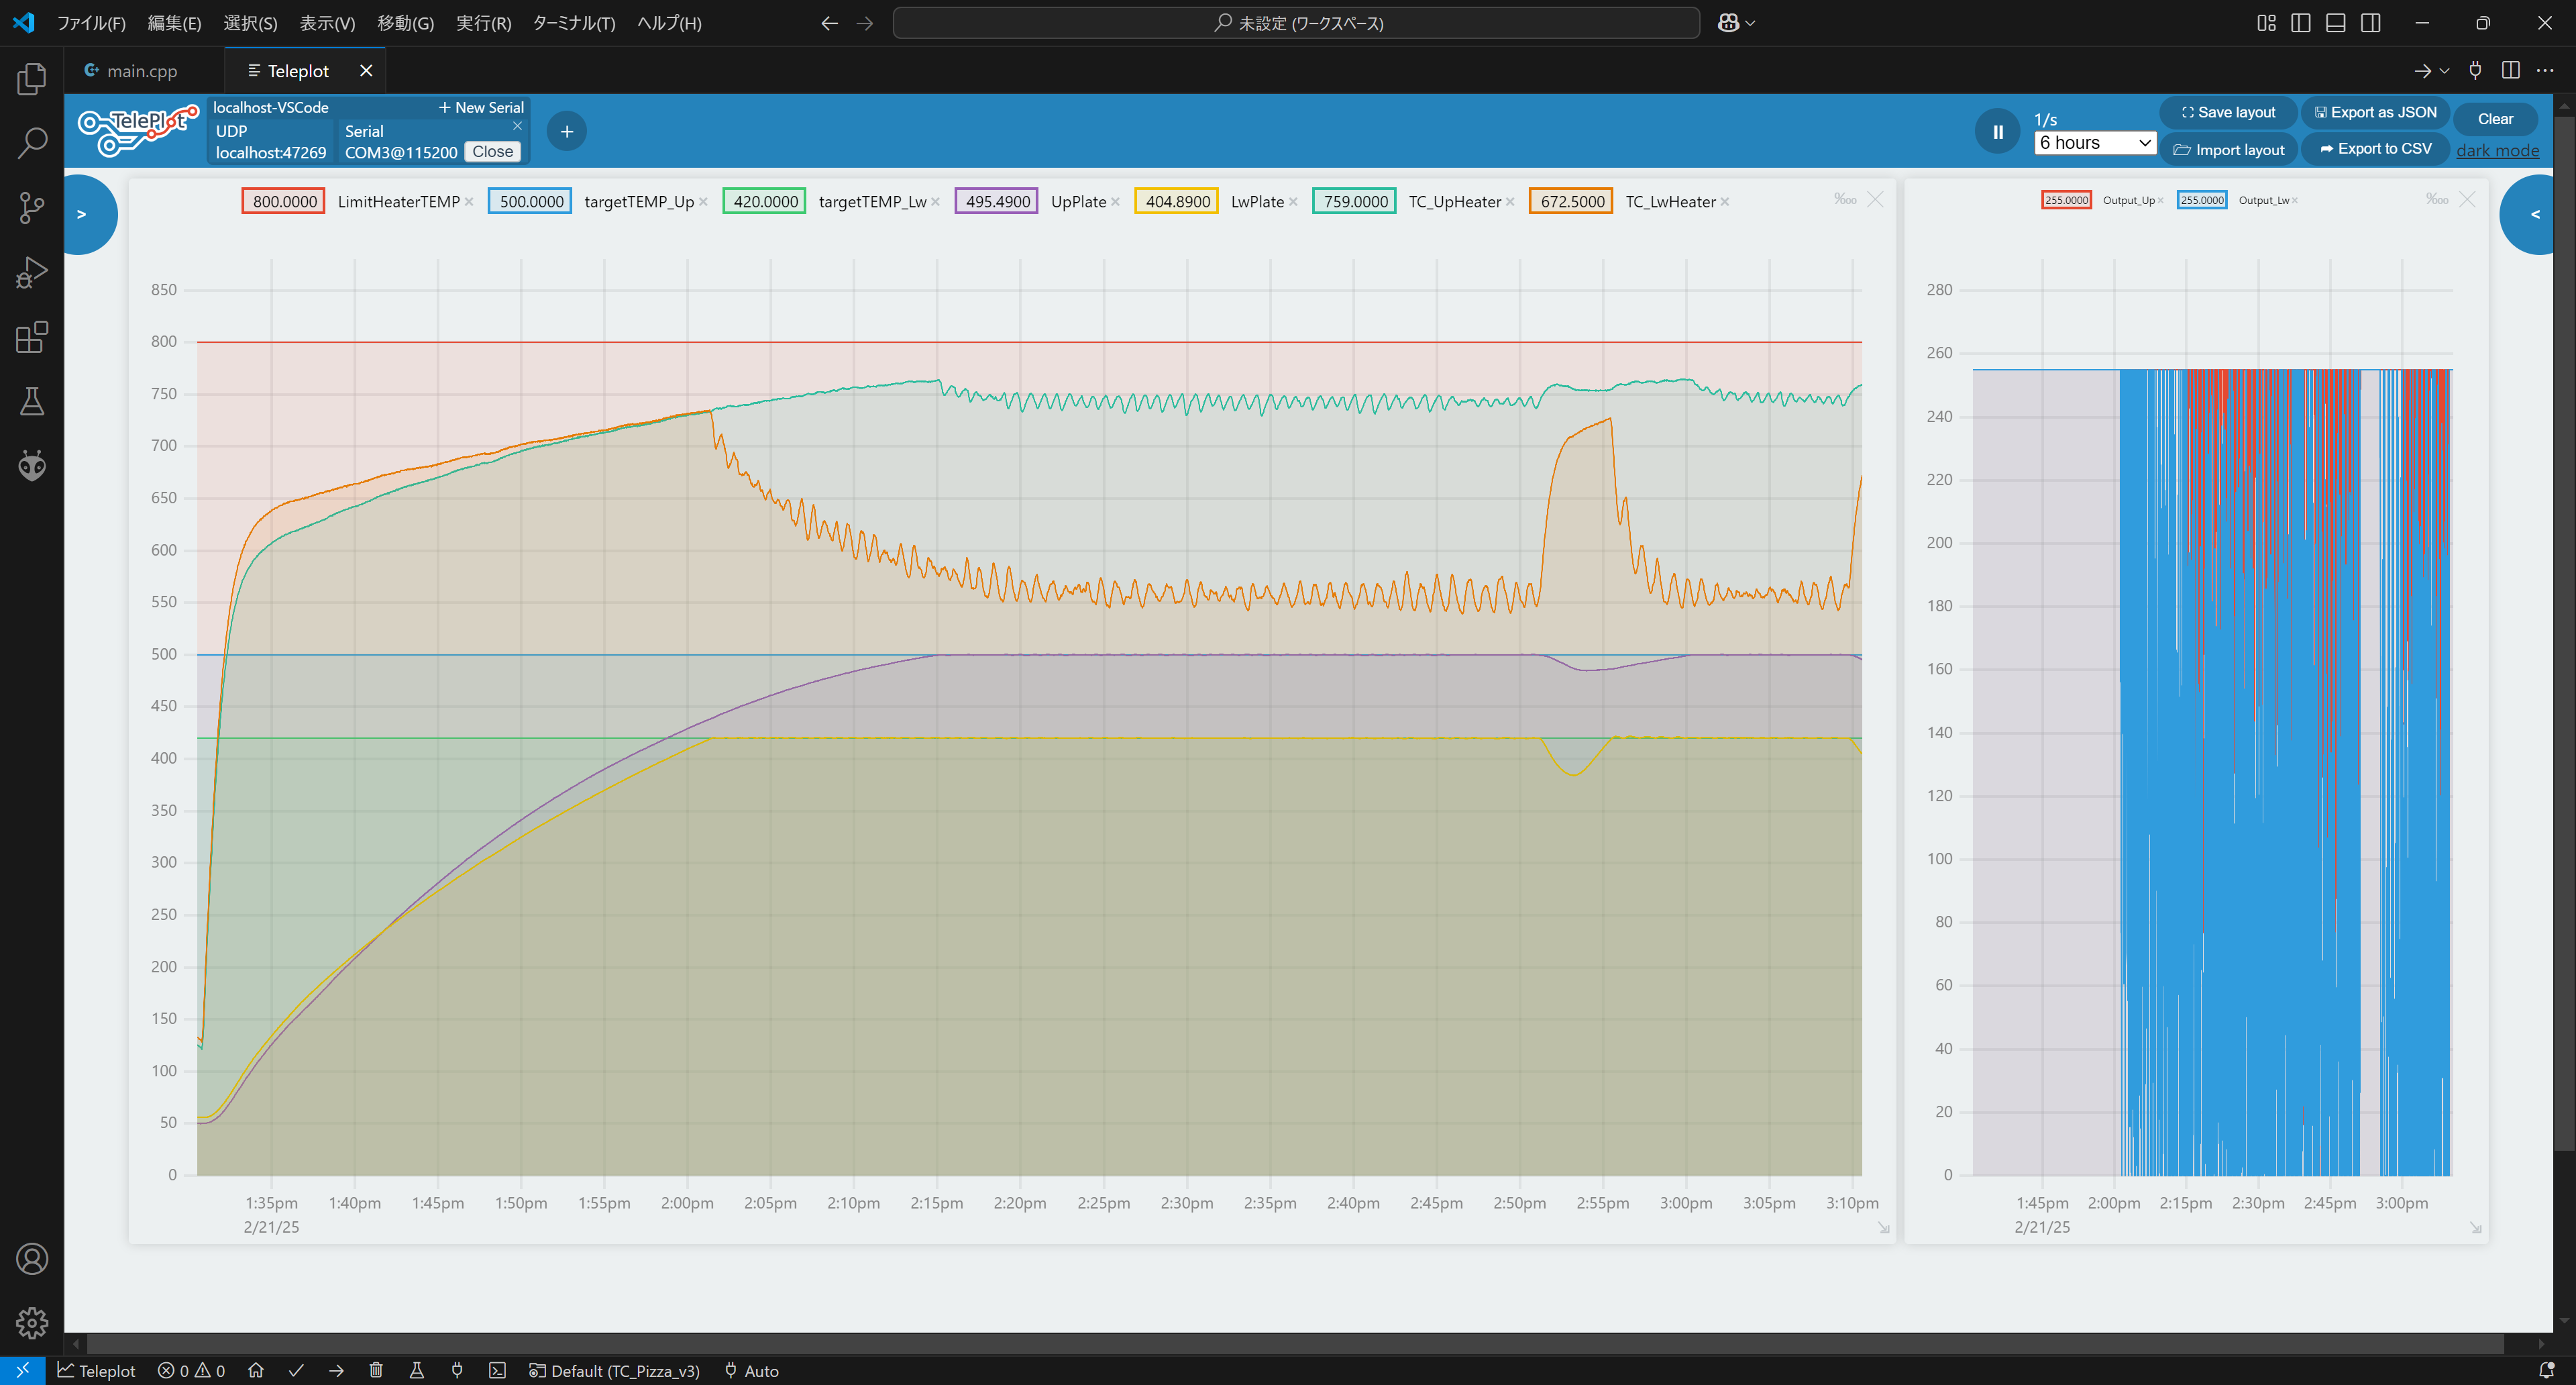 ファイル(F) 編集(E) 選択(S) 表示(V) 移動(G) 実行(R) ターミナル(T) ヘルプ(H) 未設定 (ワークスペース)
main.cpp Teleplot
TelePlot
localhost-VSCode + New Serial
UDP
localhost:47269
Serial
COM3@115200 Close
+
1/s
6 hours
Save layout
Import layout
Export as JSON
Export to CSV
Clear
dark mode
>
800.0000 LimitHeaterTEMP 500.0000 targetTEMP_Up 420.0000 targetTEMP_Lw 495.4900 UpPlate 404.8900 LwPlate 759.0000 TC_UpHeater 672.5000 TC_LwHeater
850
800
750
700
650
600
550
500
450
400
350
300
250
200
150
100
50
0
1:35pm 1:40pm 1:45pm 1:50pm 1:55pm 2:00pm 2:05pm 2:10pm 2:15pm 2:20pm 2:25pm 2:30pm 2:35pm 2:40pm 2:45pm 2:50pm 2:55pm 3:00pm 3:05pm 3:10pm
2/21/25
255.0000 Output_Up 255.0000 Output_Lw
<
280
260
240
220
200
180
160
140
120
100
80
60
40
20
0
1:45pm 2:00pm 2:15pm 2:30pm 2:45pm 3:00pm
2/21/25
Teleplot 0 0 Default (TC_Pizza_v3) Auto